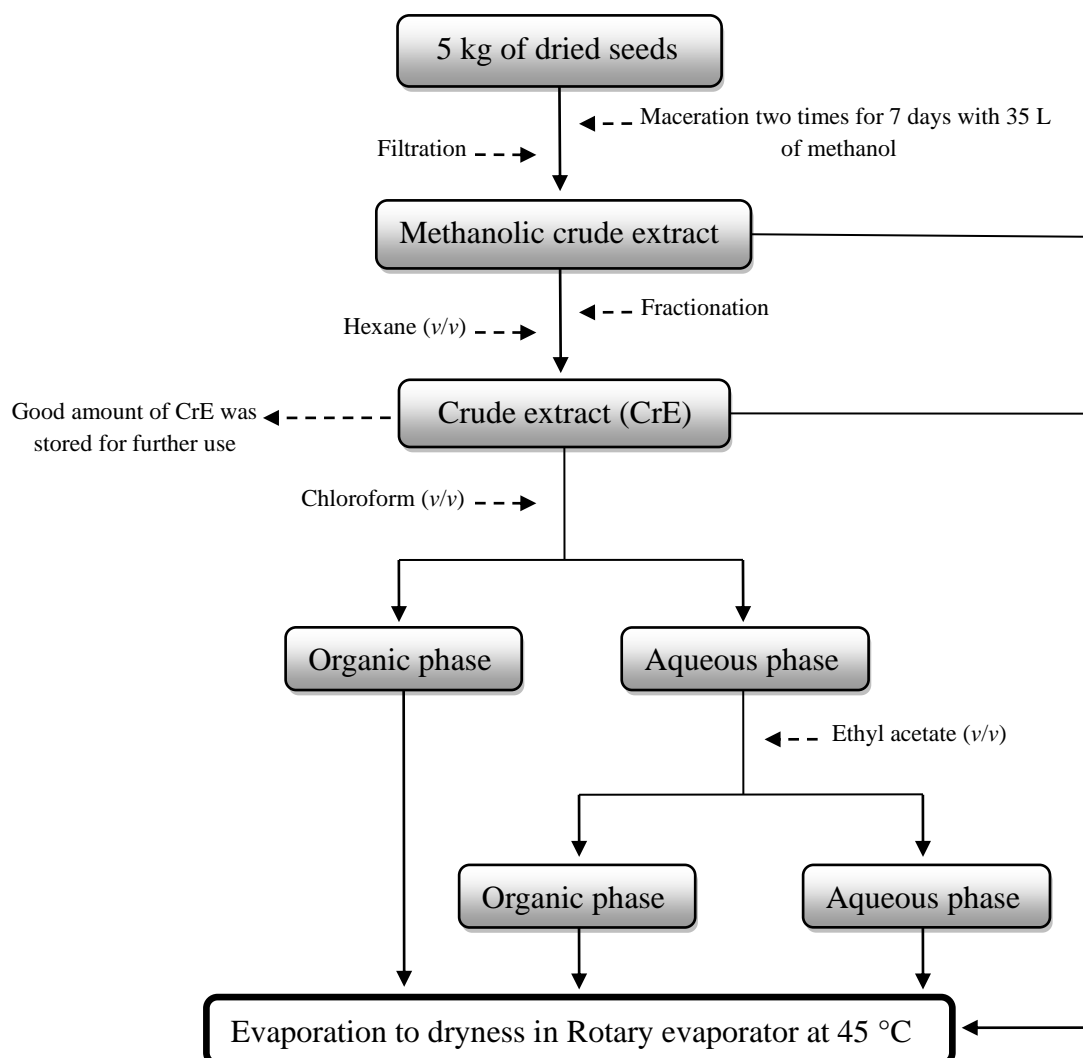 5 kg of dried seeds
Maceration two times for 7 days with 35 L
of methanol
Filtration
Methanolic crude extract
Fractionation
Hexane (v/v)
Crude extract (CrE)
Good amount of CrE was
stored for further use
Chloroform (v/v)
Organic phase
Aqueous phase
Ethyl acetate (v/v)
Organic phase
Aqueous phase
Evaporation to dryness in Rotary evaporator at 45 °C